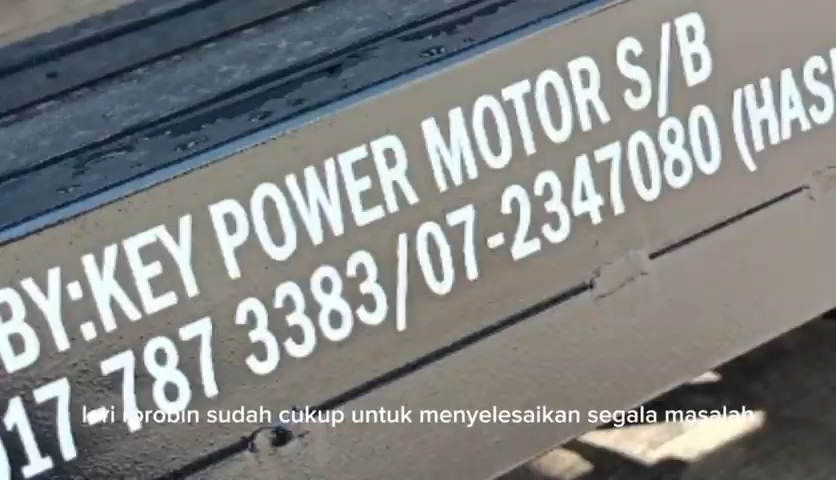 BY:KEY POWER MOTOR S/B
017-787 3383/07-2347080 (HAS
sudah cukup untuk menyelesaikan segala masalah